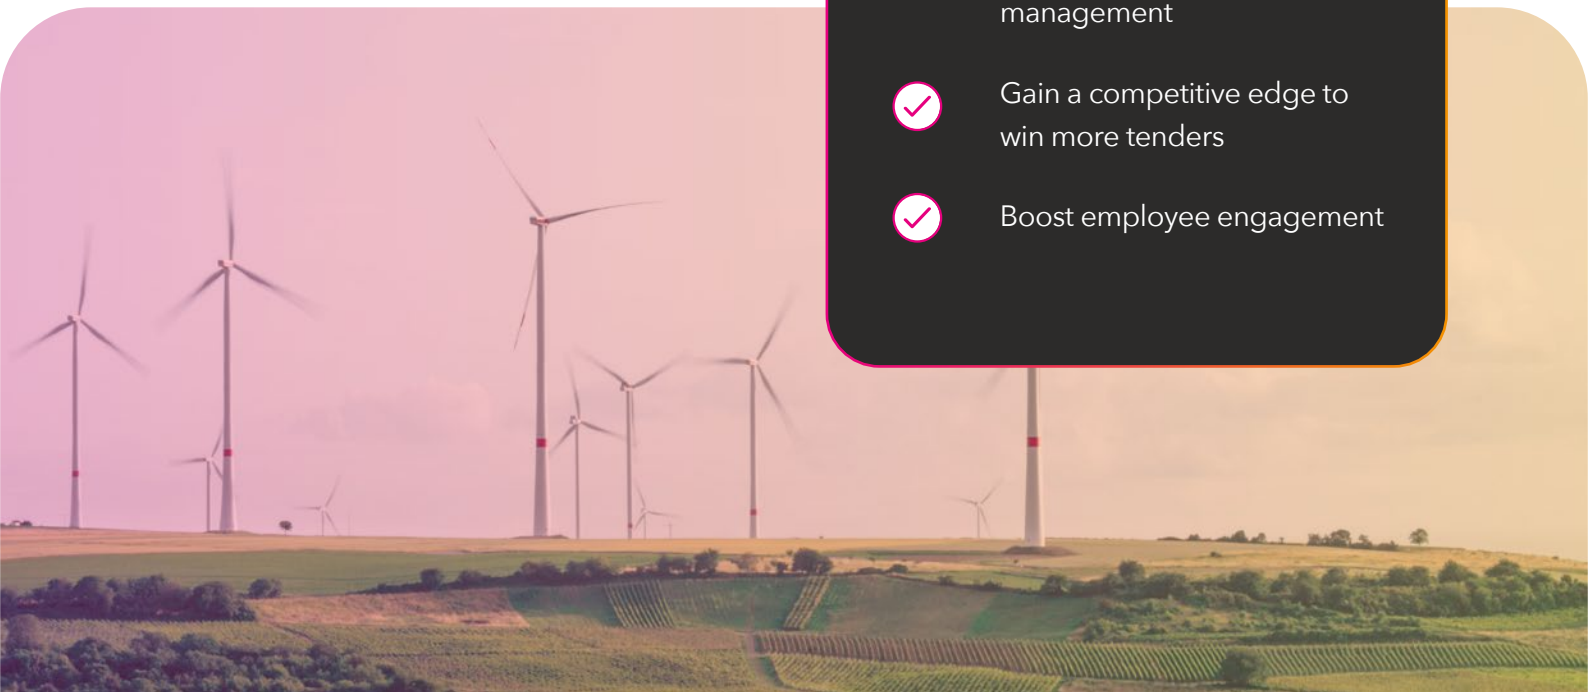 management
Gain a competitive edge to
win more tenders
Boost employee engagement